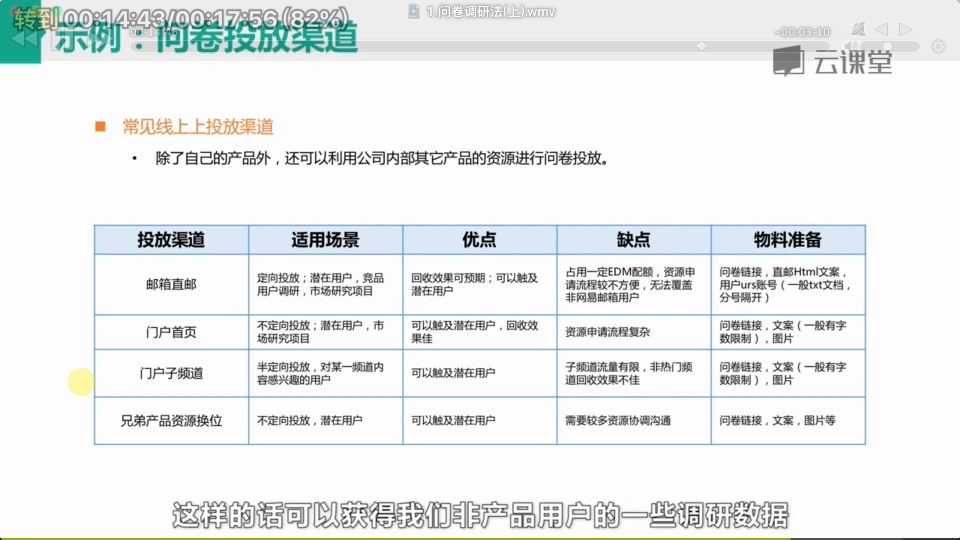 转到 00:14:43/00:17:56 (82%)
1.问卷调研法(上).wmv
-00:03:10
示例：问卷投放渠道
云课堂
常见线上上投放渠道
• 除了自己的产品外，还可以利用公司内部其它产品的资源进行问卷投放。
投放渠道 适用场景 优点 缺点 物料准备
邮箱直邮
定向投放；潜在用户，竞品
用户调研，市场研究项目
回收效果可预期；可以触及
潜在用户
占用一定EDM配额，资源申
请流程较不方便，无法覆盖
非网易邮箱用户
问卷链接，直邮Html文案，
用户urs账号（一般txt文档，
分号隔开）
门户首页
不定向投放；潜在用户，市
场研究项目
可以触及潜在用户，回收效
果佳
资源申请流程复杂
问卷链接，文案（一般有字
数限制），图片
门户子频道
半定向投放，对某一频道内
容感兴趣的用户
可以触及潜在用户
子频道流量有限，非热门频
道回收效果不佳
问卷链接，文案（一般有字
数限制），图片
兄弟产品资源换位
不定向投放，潜在用户
可以触及潜在用户
需要较多资源协调沟通
问卷链接，文案，图片等
这样的话可以获得我们非产品用户的一些调研数据